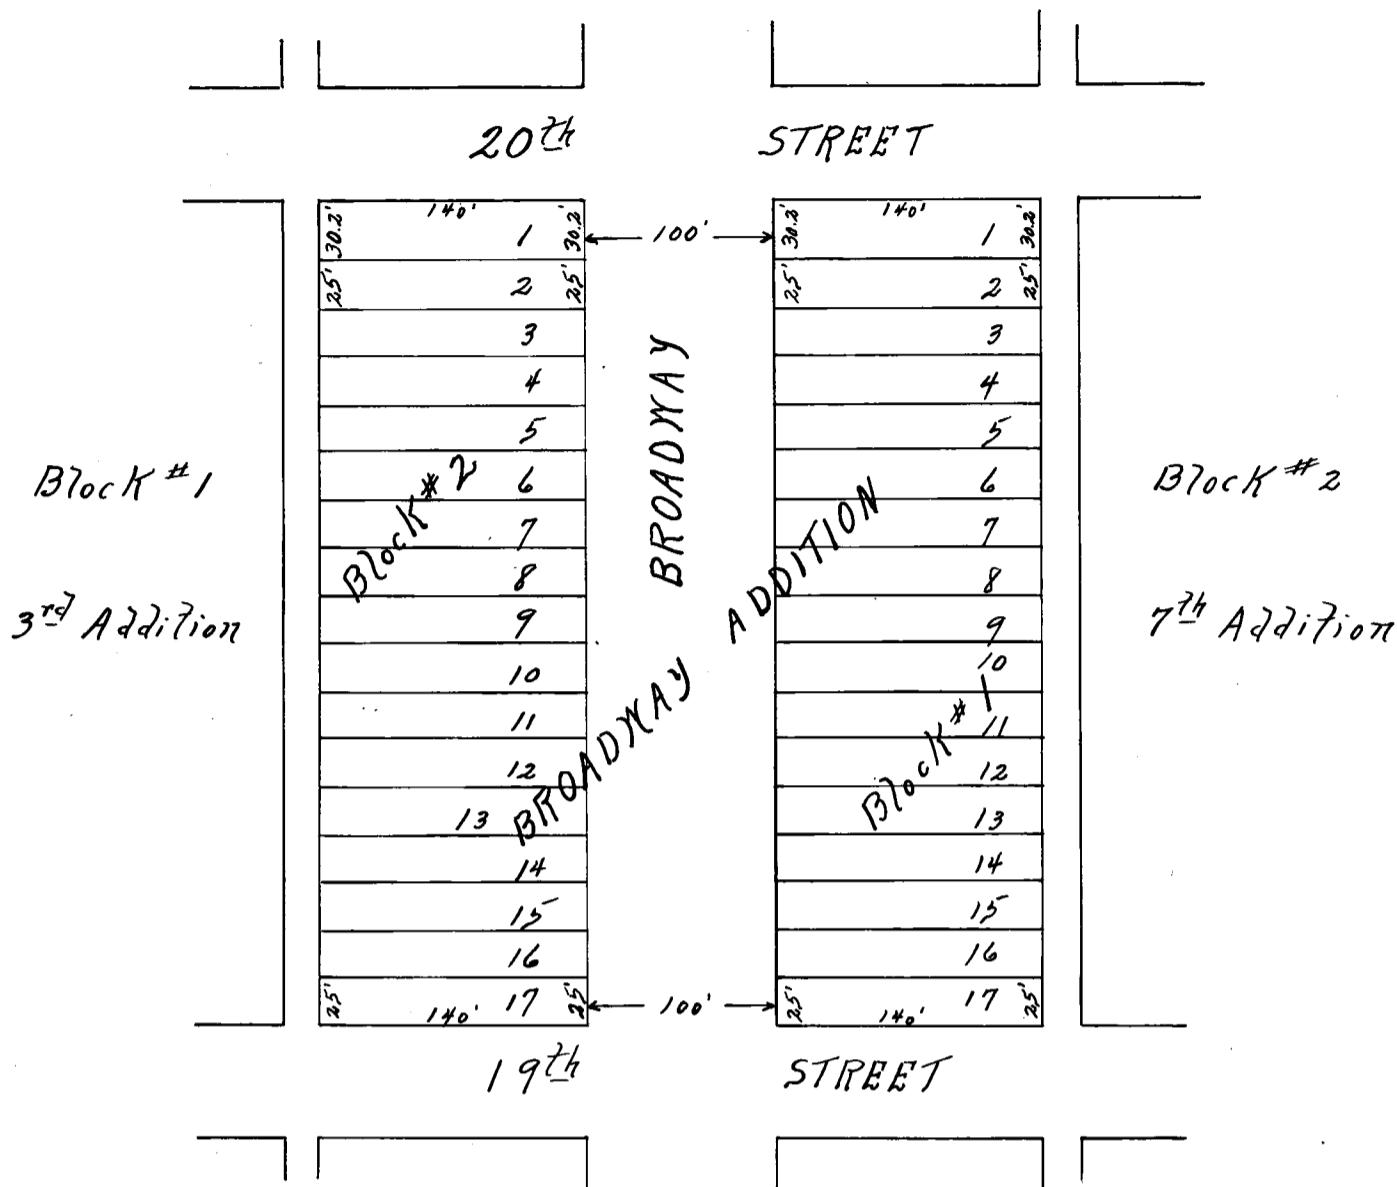 20th STREET
140' 140'
30.2' 1 30.2' 100' 30.2' 1 30.2'
25' 2 25' 25' 2 25'
3 3
4 4
5 5
6 6
7 7
8 8
9 9
10 10
11 11
12 12
13 13
14 14
15 15
16 16
25' 17 25' 100' 25' 17 25'
140' 140'
BROADWAY
BROADWAY ADDITION
Block #2
Block #1
Block #1
3rd Addition
Block #2
7th Addition
19th STREET